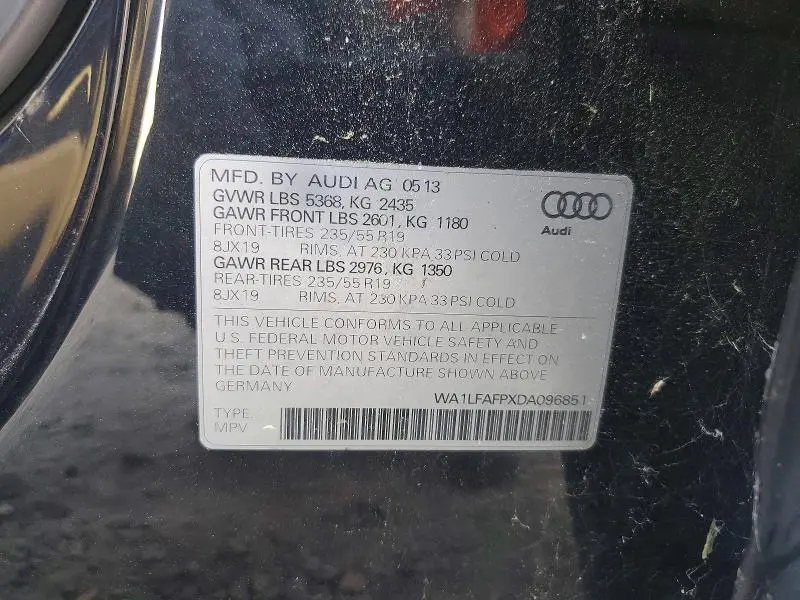 MFD. BY AUDI AG 05 13
GVWR LBS 5368, KG 2435
GAWR FRONT LBS 2601, KG 1180
FRONT-TIRES 235/55 R19
8JX19 RIMS, AT 230 KPA 33 PSI COLD
GAWR REAR LBS 2976, KG 1350
REAR-TIRES 235/55 R19
8JX19 RIMS, AT 230 KPA 33 PSI COLD
Audi
THIS VEHICLE CONFORMS TO ALL APPLICABLE
U.S. FEDERAL MOTOR VEHICLE SAFETY AND
THEFT PREVENTION STANDARDS IN EFFECT ON
THE DATE OF MANUFACTURE SHOWN ABOVE.
GERMANY
WA1LFAFPXDA096851
TYPE:
MPV